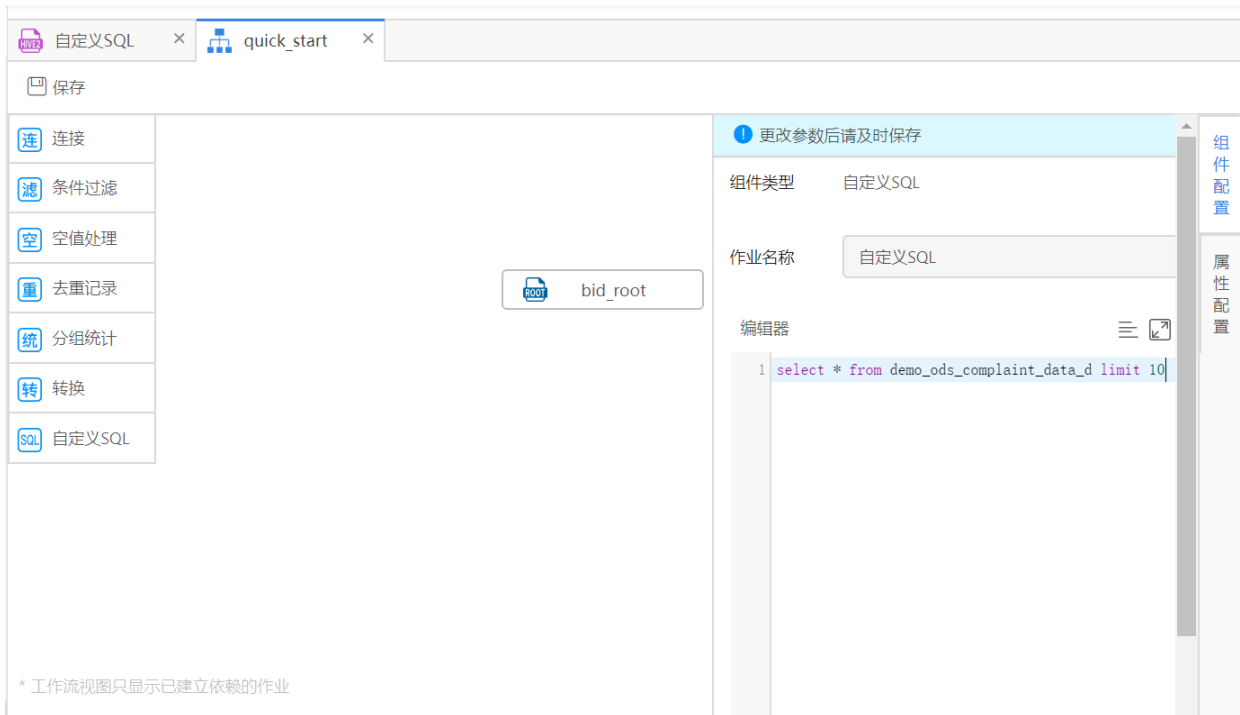 HIVE2 自定义SQL × quick_start ×
保存
连 连接
滤 条件过滤
空 空值处理
重 去重记录
统 分组统计
转 转换
SQL 自定义SQL
* 工作流视图只显示已建立依赖的作业
ROOT bid_root
! 更改参数后请及时保存
组件类型 自定义SQL
作业名称 自定义SQL
编辑器
1 select * from demo_ods_complaint_data_d limit 10
组件配置
属性配置